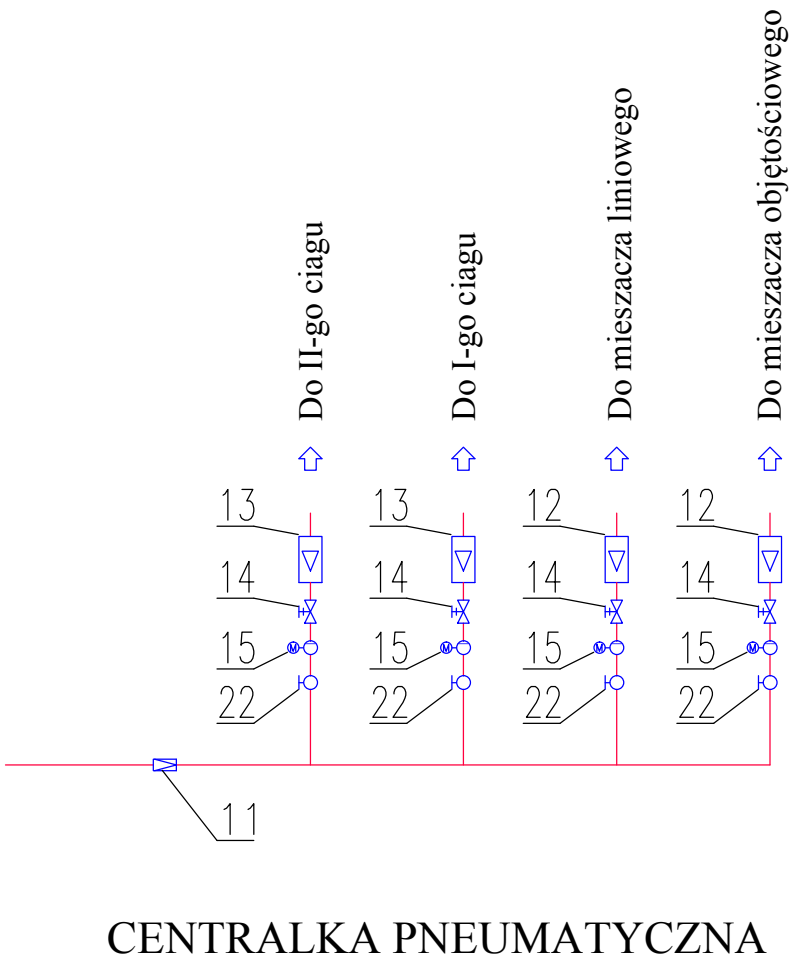 Do II-go ciagu
Do I-go ciagu
Do mieszacza liniowego
Do mieszacza objętościowego
13
13
12
12
14
14
14
14
15
15
15
15
M
M
M
M
22
22
22
22
11
CENTRALKA PNEUMATYCZNA